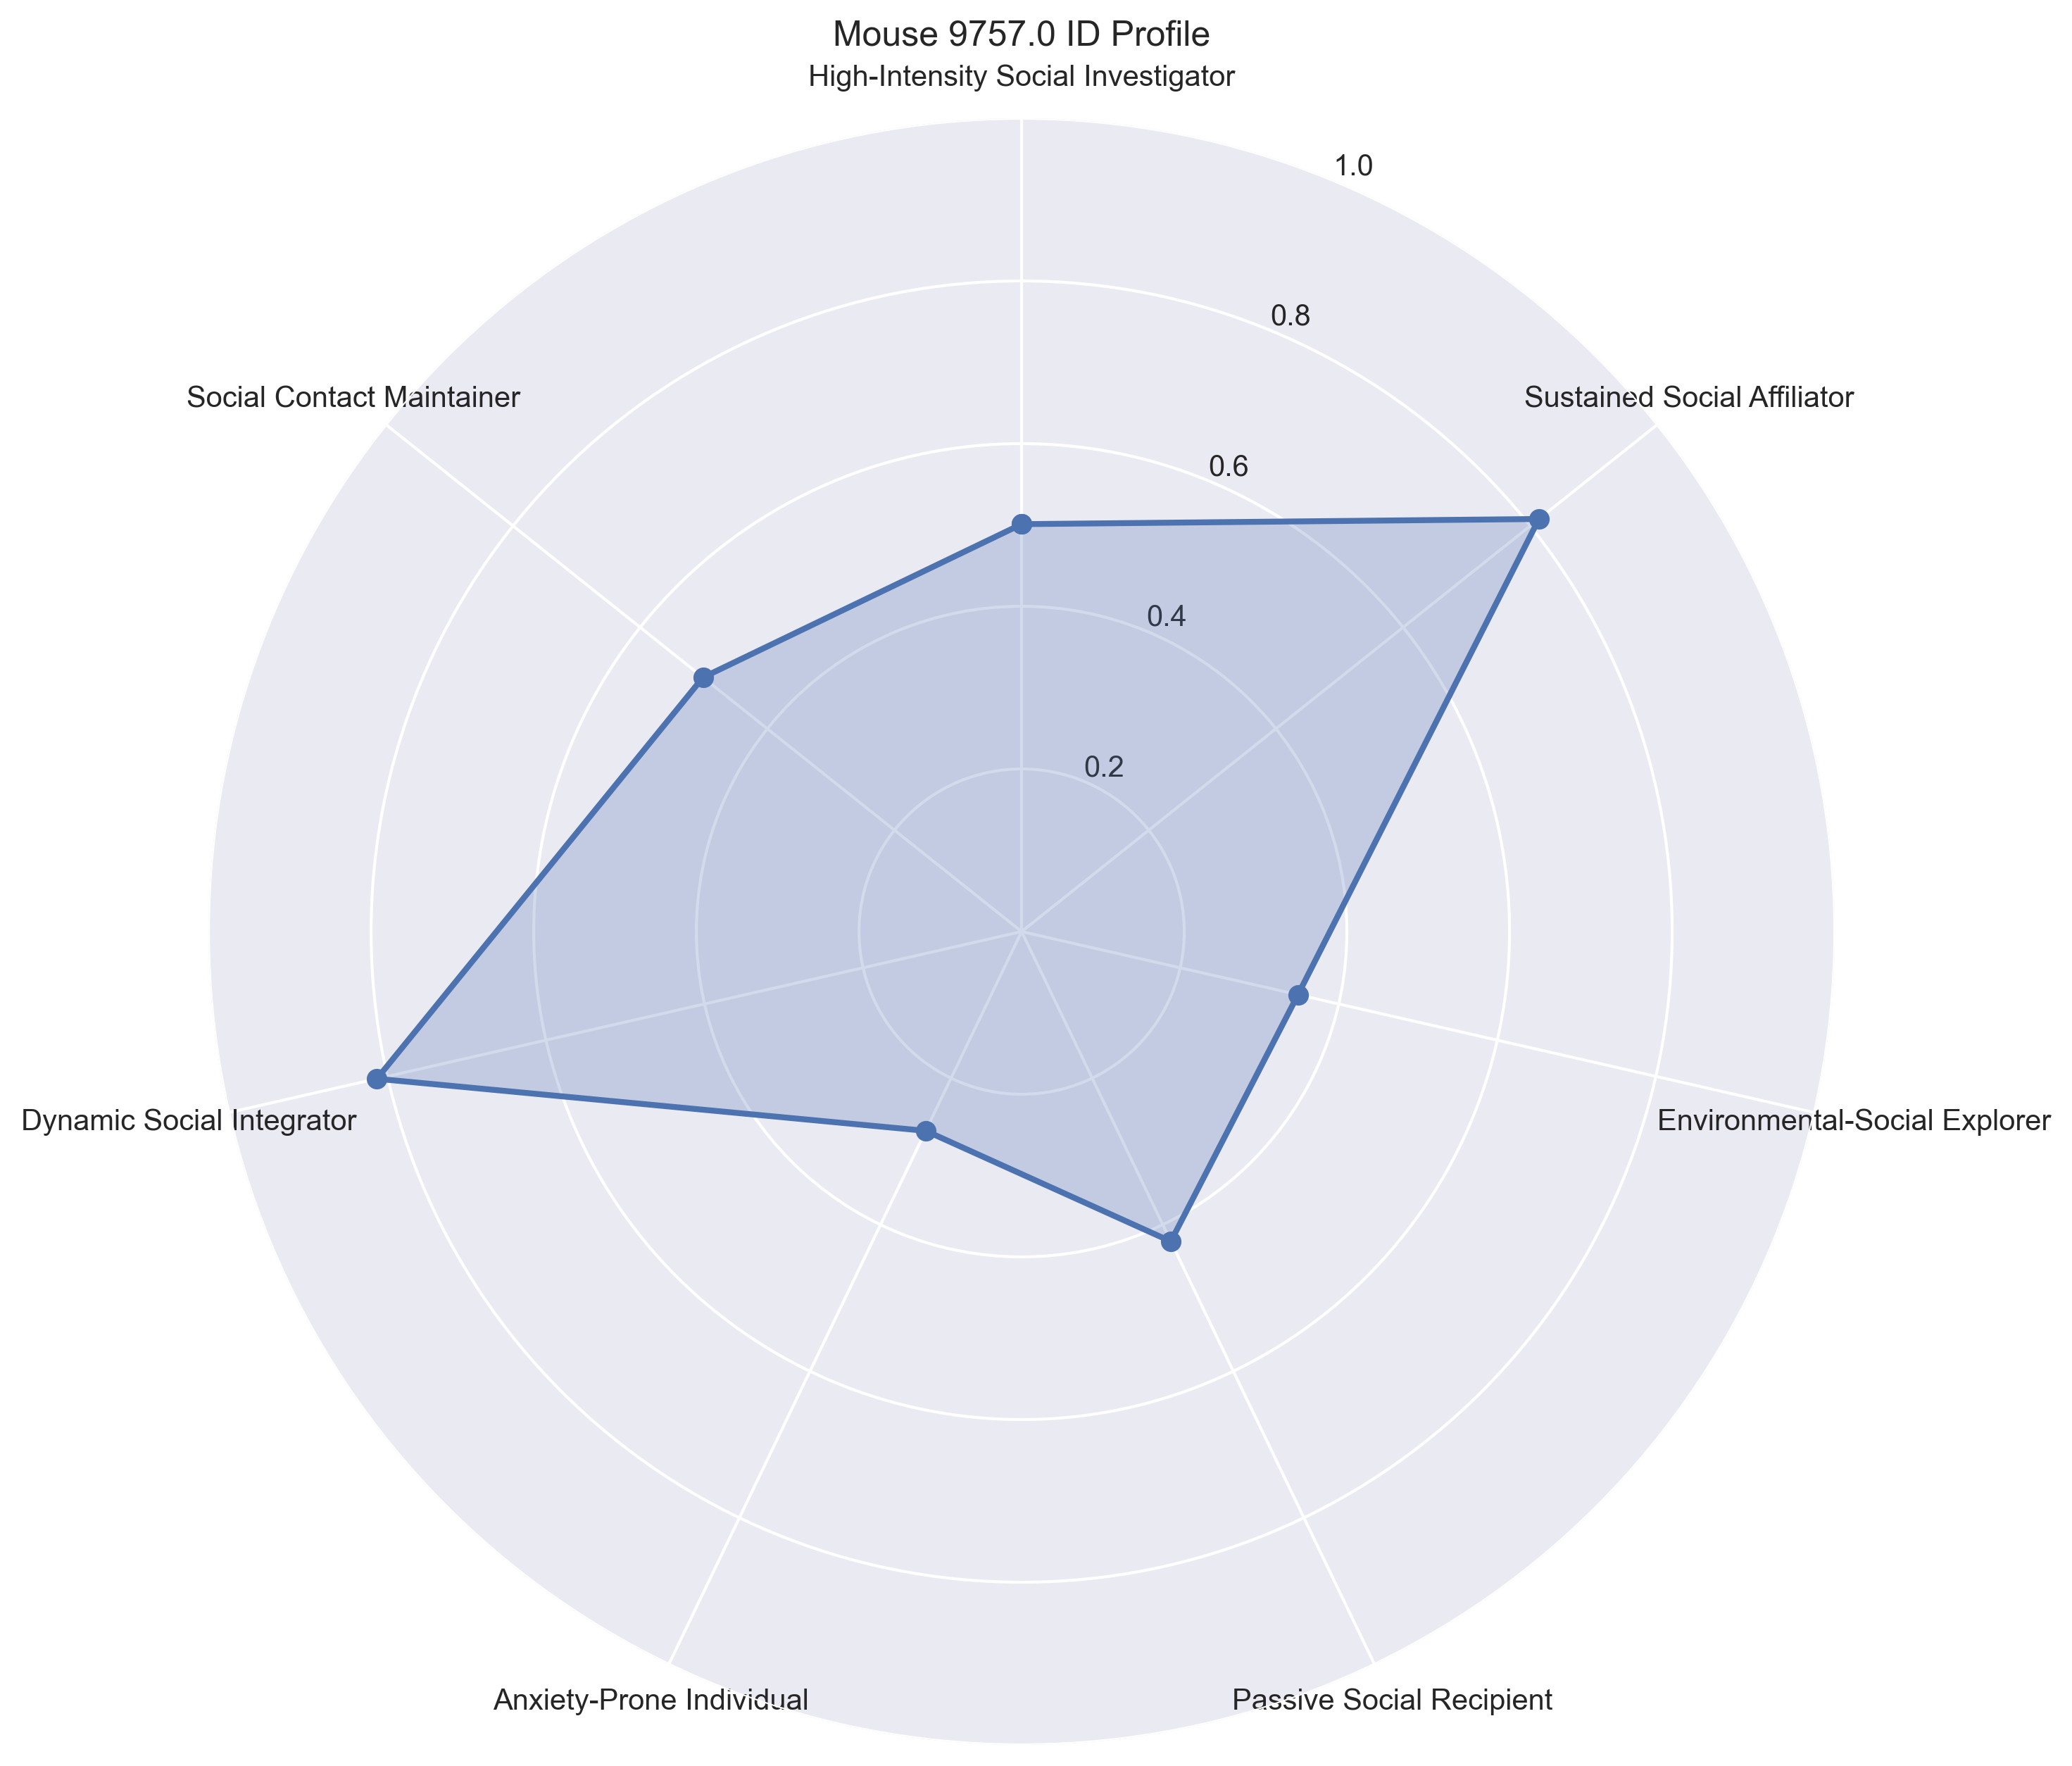 Mouse 9757.0 ID Profile
High-Intensity Social Investigator
1.0
0.8
Social Contact Maintainer
Sustained Social Affiliator
0.6
0.4
0.2
Dynamic Social Integrator
Environmental-Social Explorer
Anxiety-Prone Individual
Passive Social Recipient